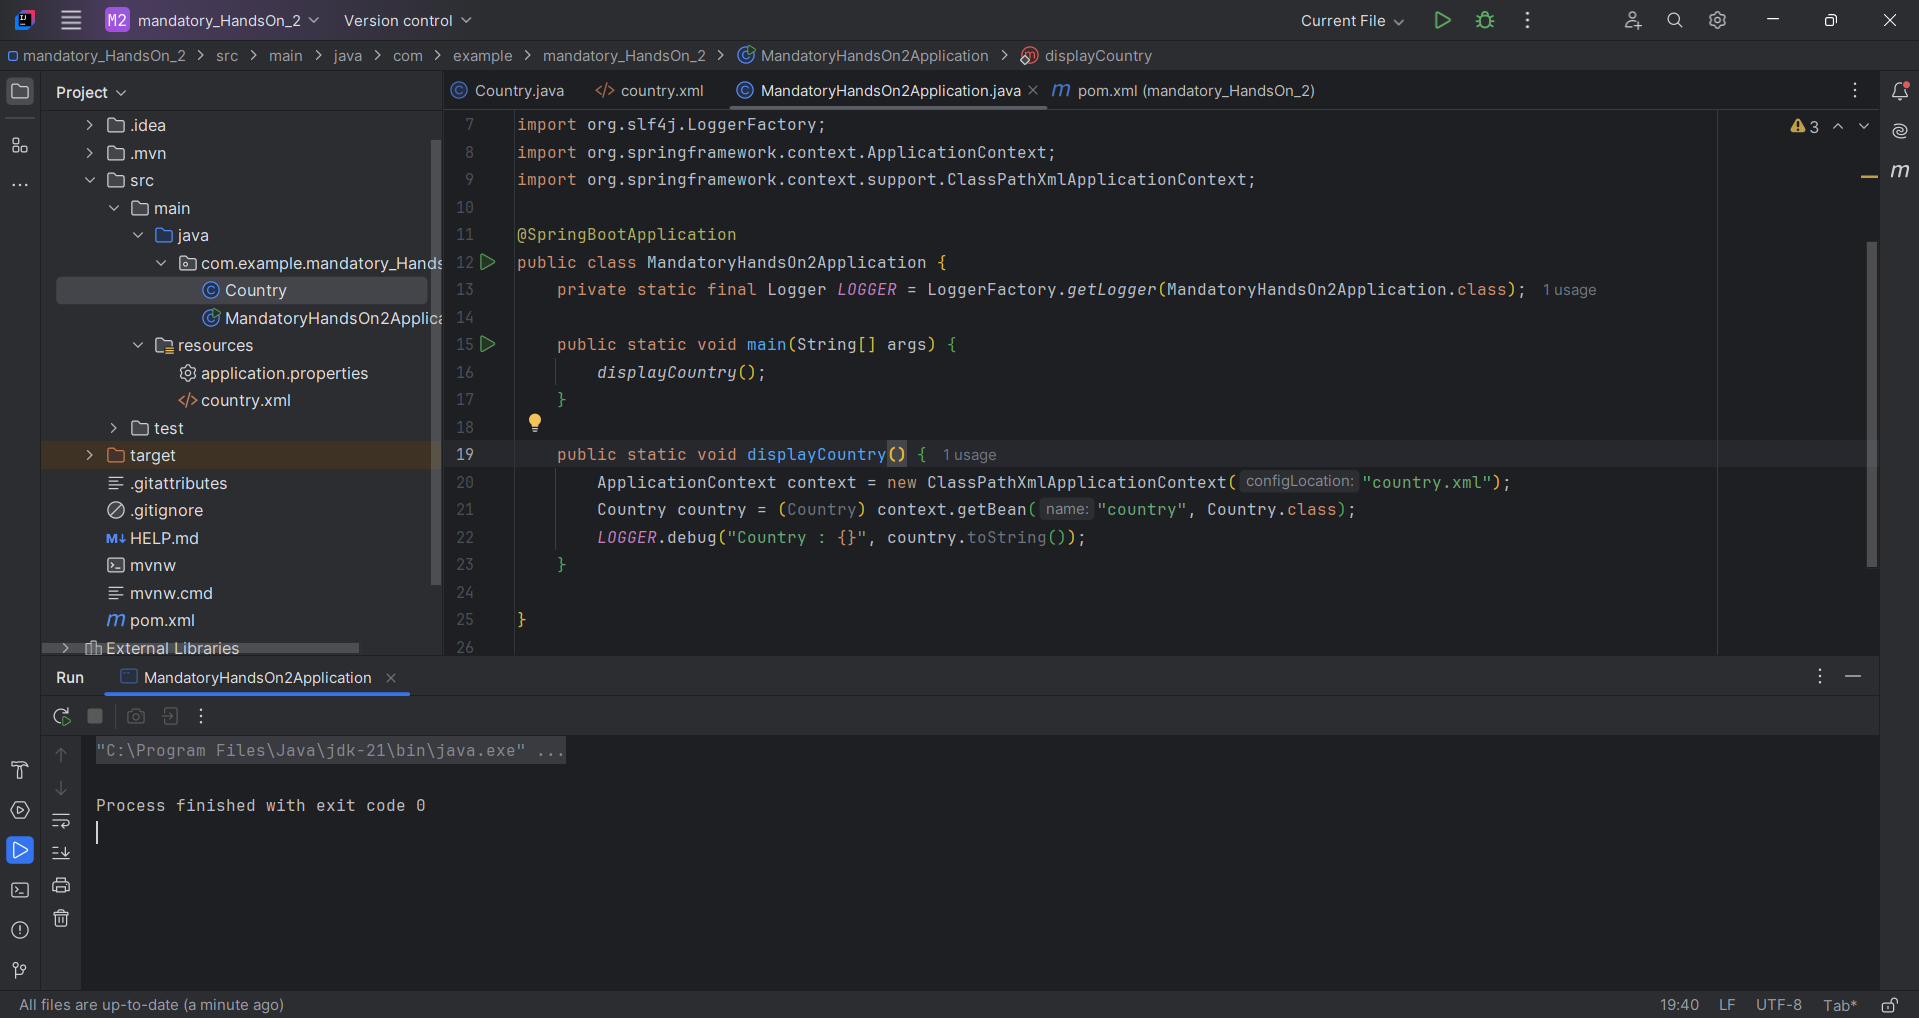 M2 mandatory_HandsOn_2 Version control Current File
mandatory_HandsOn_2 > src > main > java > com > example > mandatory_HandsOn_2 > MandatoryHandsOn2Application > displayCountry
Project
.idea
.mvn
src
main
java
com.example.mandatory_Hands
Country
MandatoryHandsOn2Applica
resources
application.properties
country.xml
test
target
.gitattributes
.gitignore
M↓ HELP.md
mvnw
mvnw.cmd
m pom.xml
External Libraries
Country.java </> country.xml MandatoryHandsOn2Application.java m pom.xml (mandatory_HandsOn_2)
3
7 import org.slf4j.LoggerFactory;
8 import org.springframework.context.ApplicationContext;
9 import org.springframework.context.support.ClassPathXmlApplicationContext;
10
11 @SpringBootApplication
12 public class MandatoryHandsOn2Application {
13 private static final Logger LOGGER = LoggerFactory.getLogger(MandatoryHandsOn2Application.class); 1 usage
14
15 public static void main(String[] args) {
16 displayCountry();
17 }
18
19 public static void displayCountry() { 1 usage
20 ApplicationContext context = new ClassPathXmlApplicationContext( configLocation: "country.xml");
21 Country country = (Country) context.getBean( name: "country", Country.class);
22 LOGGER.debug("Country : {}", country.toString());
23 }
24
25 }
26
Run MandatoryHandsOn2Application
"C:\Program Files\Java\jdk-21\bin\java.exe" ...
Process finished with exit code 0
All files are up-to-date (a minute ago) 19:40 LF UTF-8 Tab*